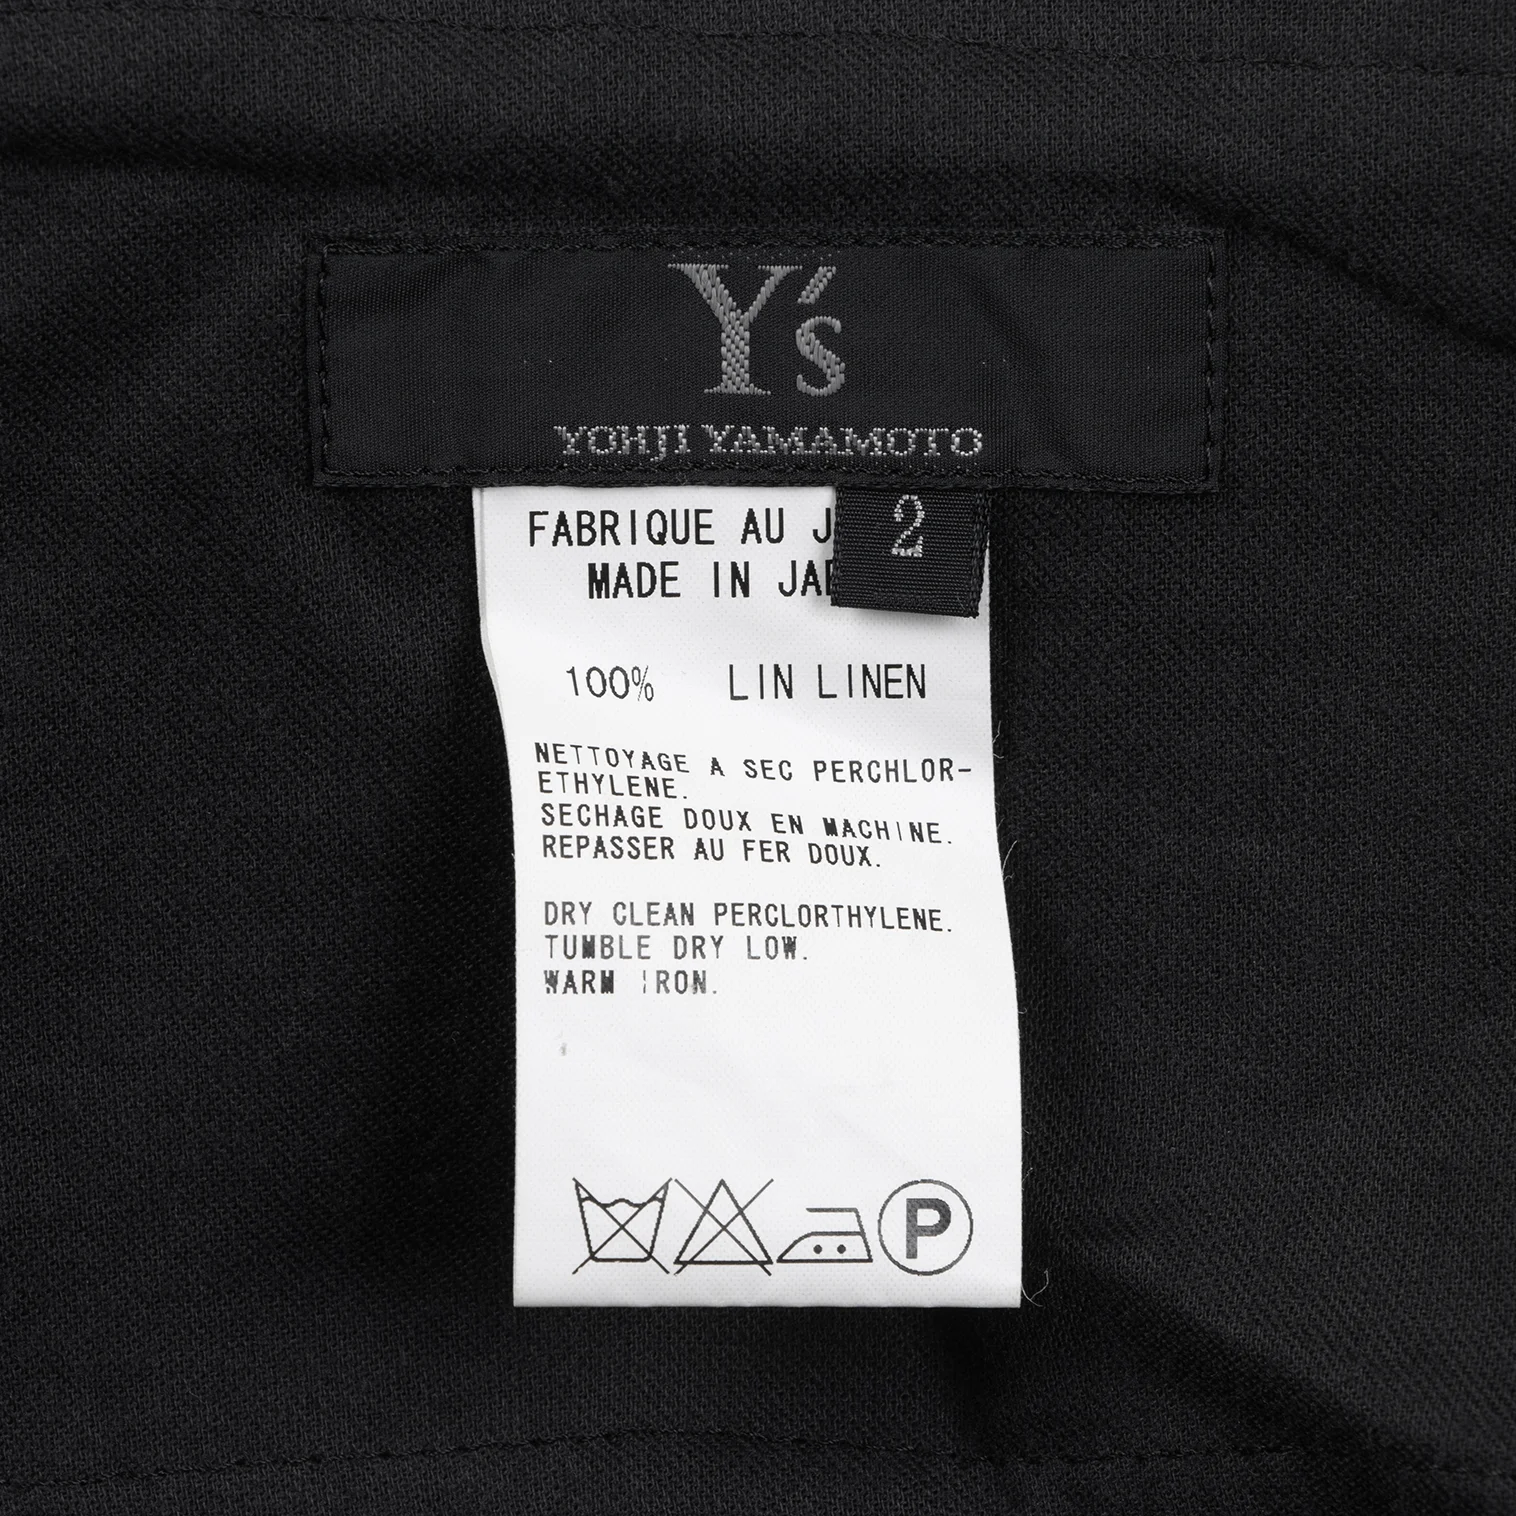 Y's
YOHJI YAMAMOTO
2
FABRIQUE AU
MADE IN
100% LIN LINEN
NETTOYAGE A SEC PERCHLOR-
ETHYLENE.
SECHAGE DOUX EN MACHINE.
REPASSER AU FER DOUX.
DRY CLEAN PERCLORTHYLENE.
TUMBLE DRY LOW.
WARM IRON.
P